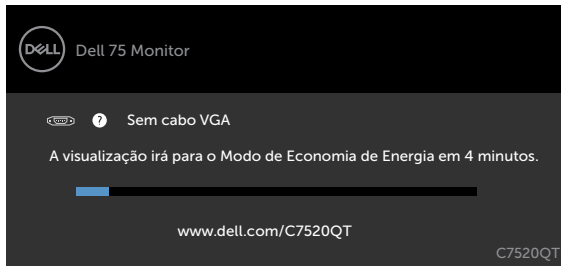 DELL
Dell 75 Monitor
? Sem cabo VGA
A visualização irá para o Modo de Economia de Energia em 4 minutos.
www.dell.com/C7520QT
C7520QT